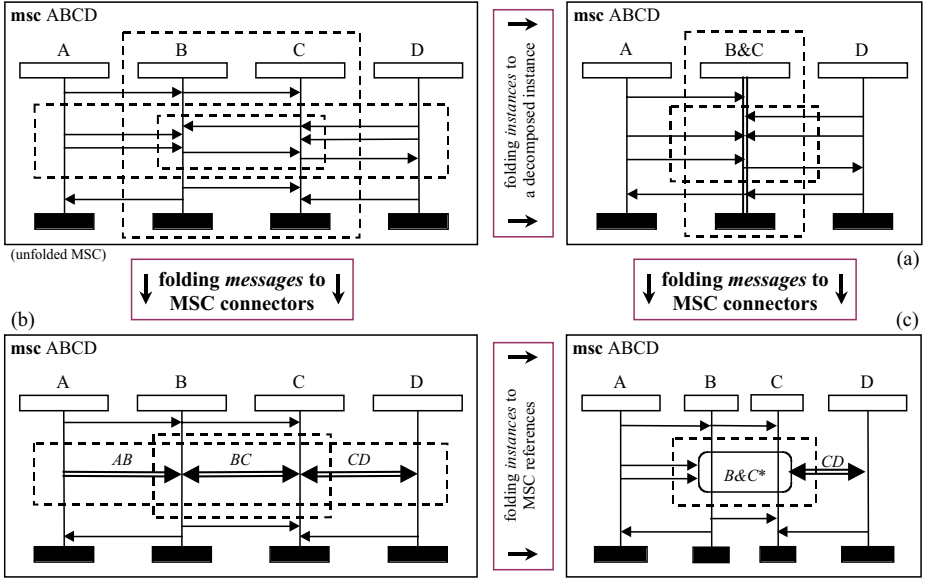 msc ABCD
A B C D
(unfolded MSC)
folding instances to
a decomposed instance
msc ABCD
A B&C D
(a)
folding messages to
MSC connectors
folding messages to
MSC connectors
(b)
(c)
msc ABCD
A B C D
AB BC CD
folding instances to
MSC references
msc ABCD
A B C D
B&C* CD